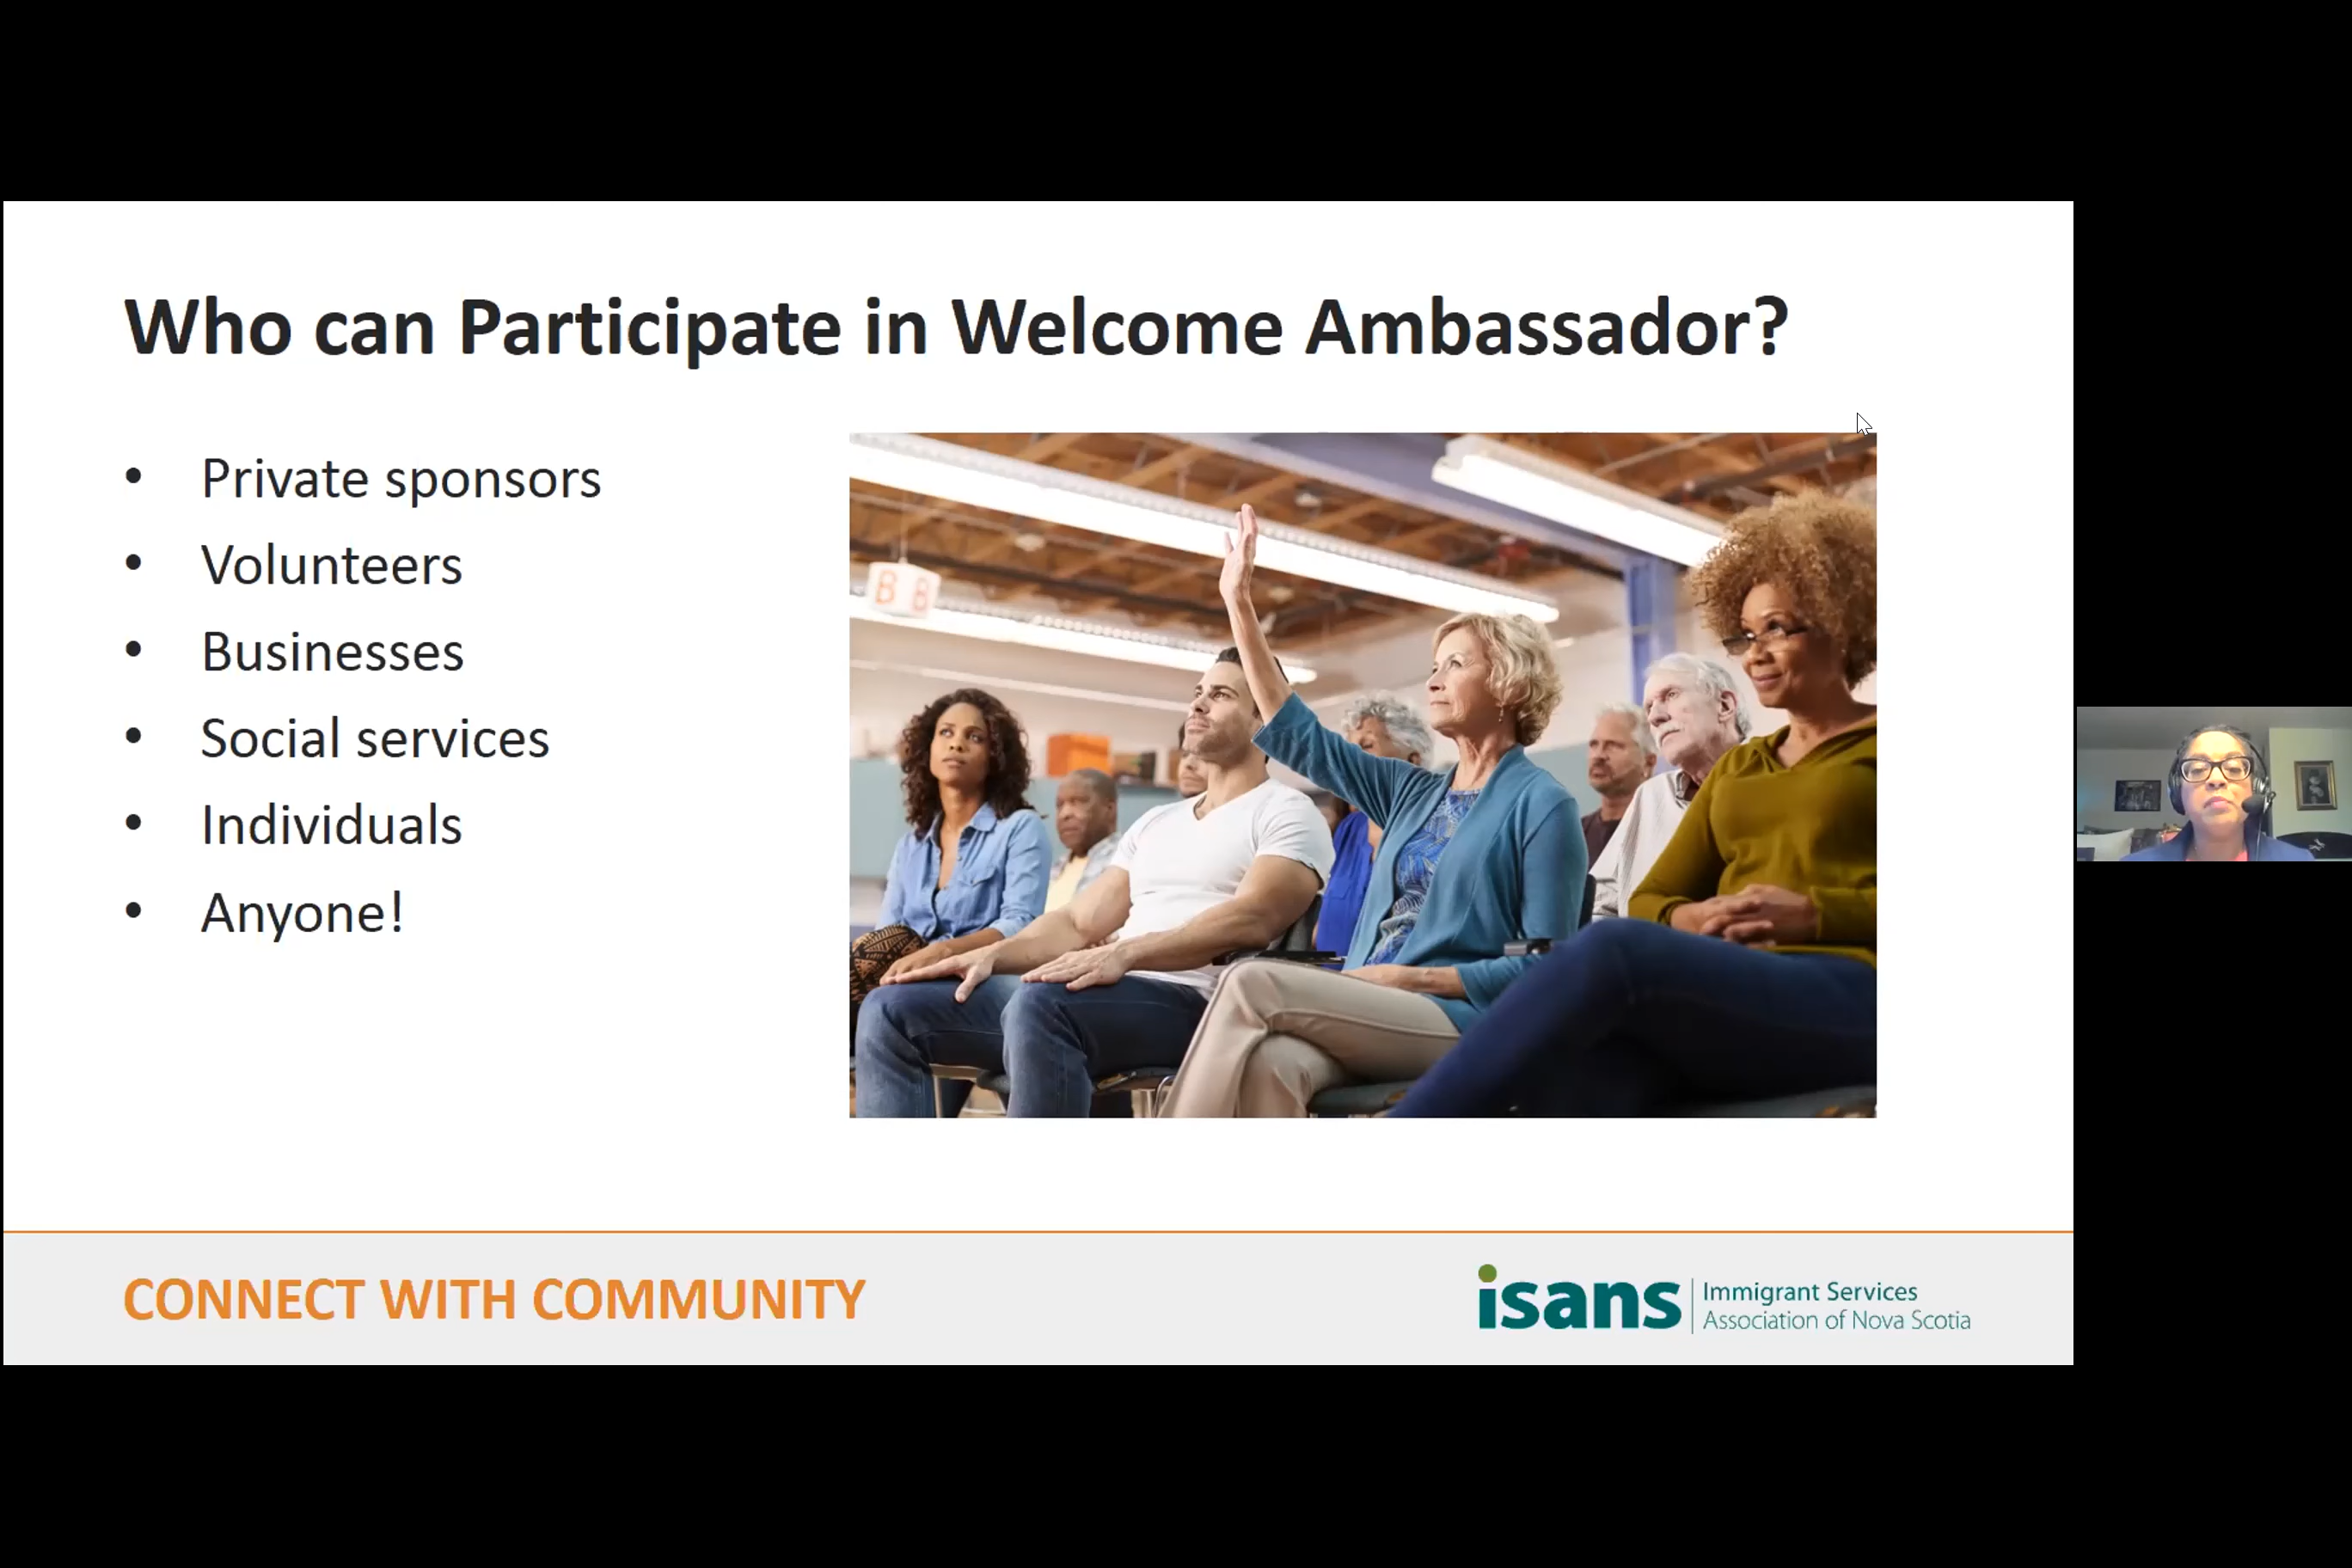 Who can Participate in Welcome Ambassador?
• Private sponsors
• Volunteers
• Businesses
• Social services
• Individuals
• Anyone!
B B
CONNECT WITH COMMUNITY
isans
Immigrant Services
Association of Nova Scotia